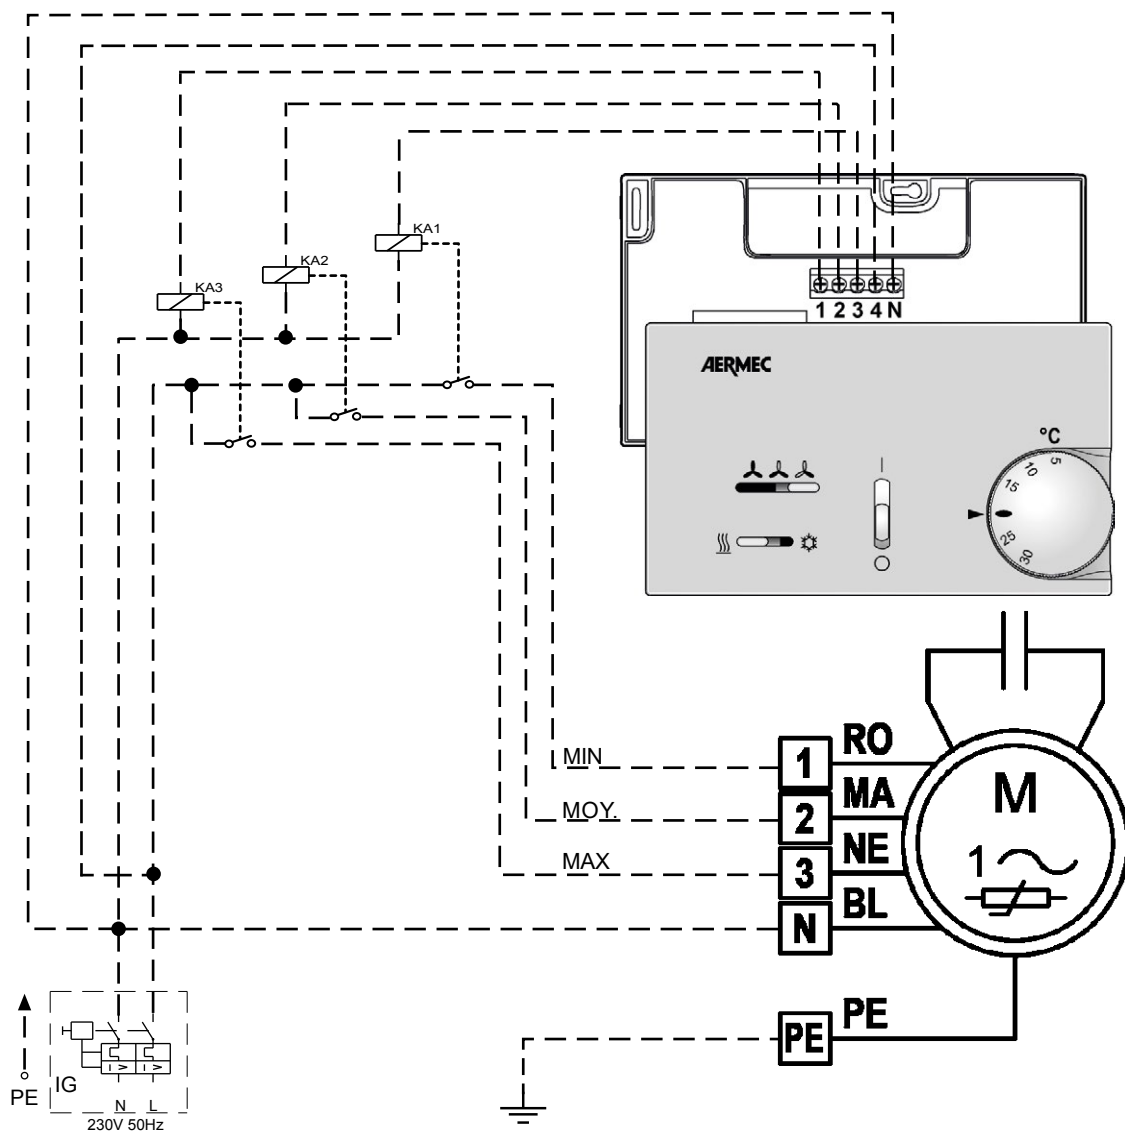 KA1
KA2
KA3
1 2 3 4 N
AERMEC
°C
5
10
15
25
30
MIN
1
RO
MOY.
2
MA
MAX
3
NE
N
BL
M
1
PE
PE
PE
IG
N L
230V 50Hz